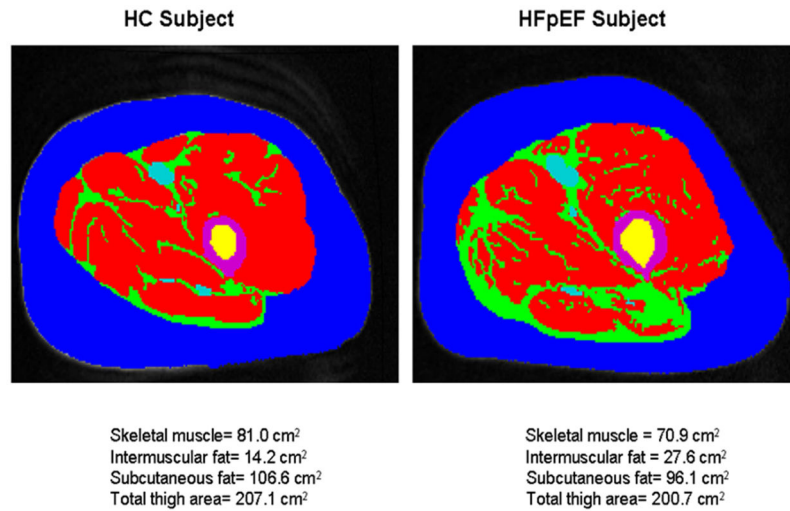 HC Subject
HFpEF Subject
Skeletal muscle= 81.0 cm²
Intermuscular fat= 14.2 cm²
Subcutaneous fat= 106.6 cm²
Total thigh area= 207.1 cm²
Skeletal muscle = 70.9 cm²
Intermuscular fat = 27.6 cm²
Subcutaneous fat= 96.1 cm²
Total thigh area= 200.7 cm²